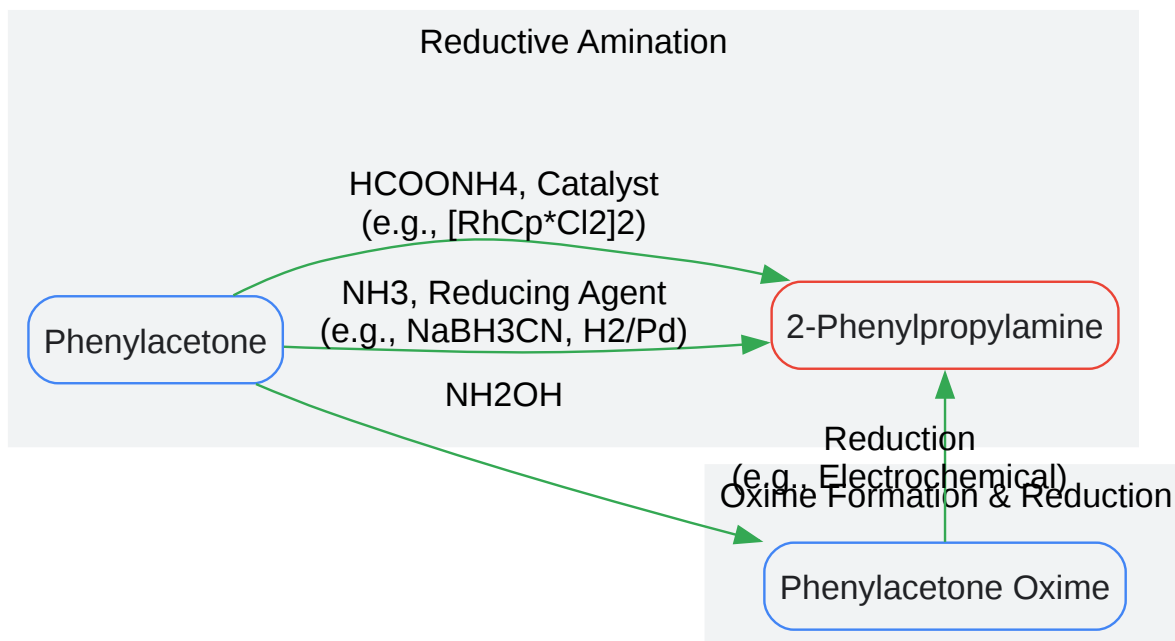 Reductive Amination
HCOONH4, Catalyst
(e.g., [RhCp*Cl2]2)
NH3, Reducing Agent
(e.g., NaBH3CN, H2/Pd)
Phenylacetone
2-Phenylpropylamine
NH2OH
Reduction
(e.g., Electrochemical)
Oxime Formation & Reduction
Phenylacetone Oxime